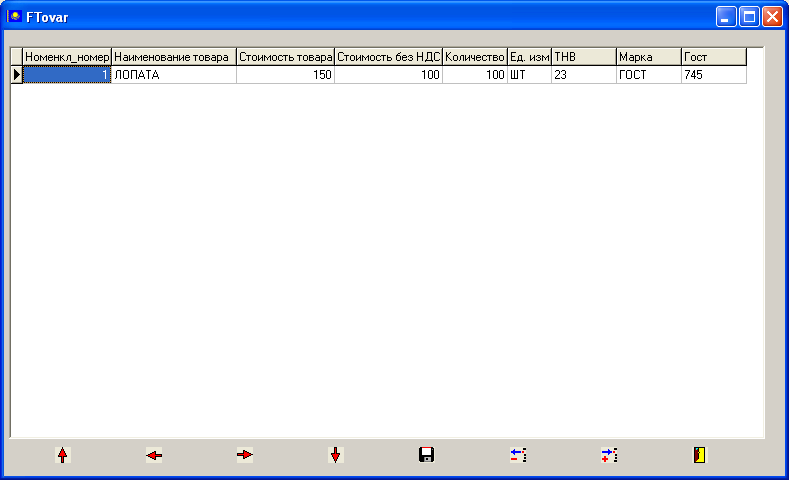 FTovar
Номенкл_номер Наименование товара Стоимость товара Стоимость без НДС Количество Ед. изм ТНВ Марка Гост
1 ЛОПАТА 150 100 100 ШТ 23 ГОСТ 745